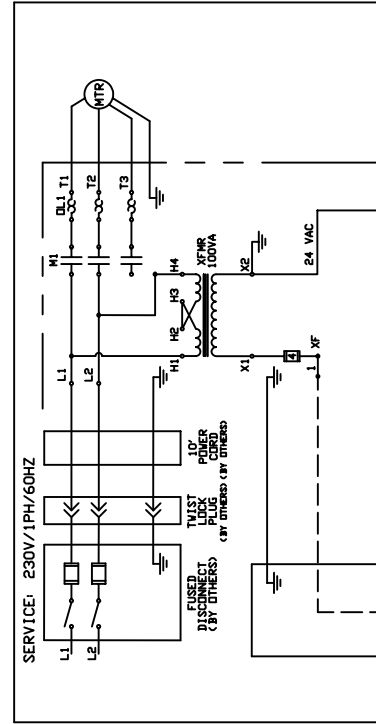 SERVICE: 230V/1PH/60HZ
L1
L2
FUSED
DISCONNECT
(BY OTHERS)
TWIST
LOCK
PLUG
(BY OTHERS)
10'
POWER
CORD
(BY OTHERS)
L1
L2
M1
OL1
T1
T2
T3
MTR
H1
H2
H3
H4
XFMR
100VA
X1
X2
4
1
XF
24 VAC